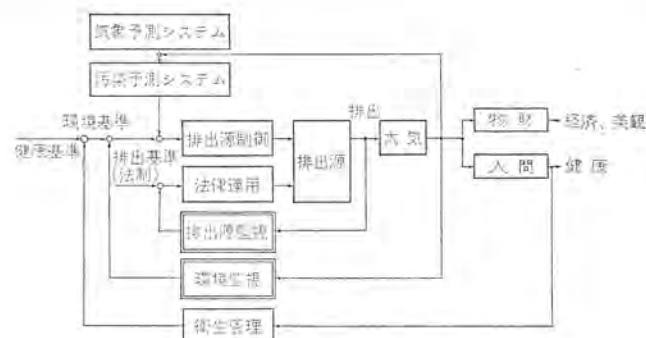 気象予測システム
汚染予測システム
環境基準
健康基準
排出基準
(法制)
排出源制御
法律運用
排出源
排出
大気
物財
経済、美観
人間
健康
排出源監視
環境監視
衛生管理